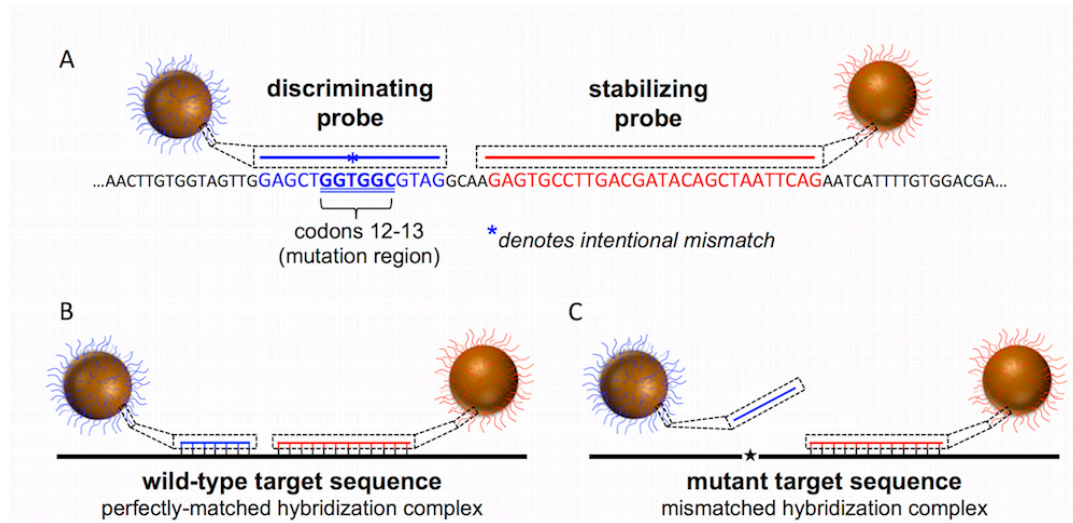 A
discriminating
probe
stabilizing
probe
...AACTTGTGGTAGTTGGAGCTGGTGGCGTAGGCAAGAGTGCCTTGACGATACAGCTAATTCAGAATCATTTTGTGGACGA...
codons 12-13
(mutation region)
*denotes intentional mismatch
B
C
wild-type target sequence
perfectly-matched hybridization complex
mutant target sequence
mismatched hybridization complex